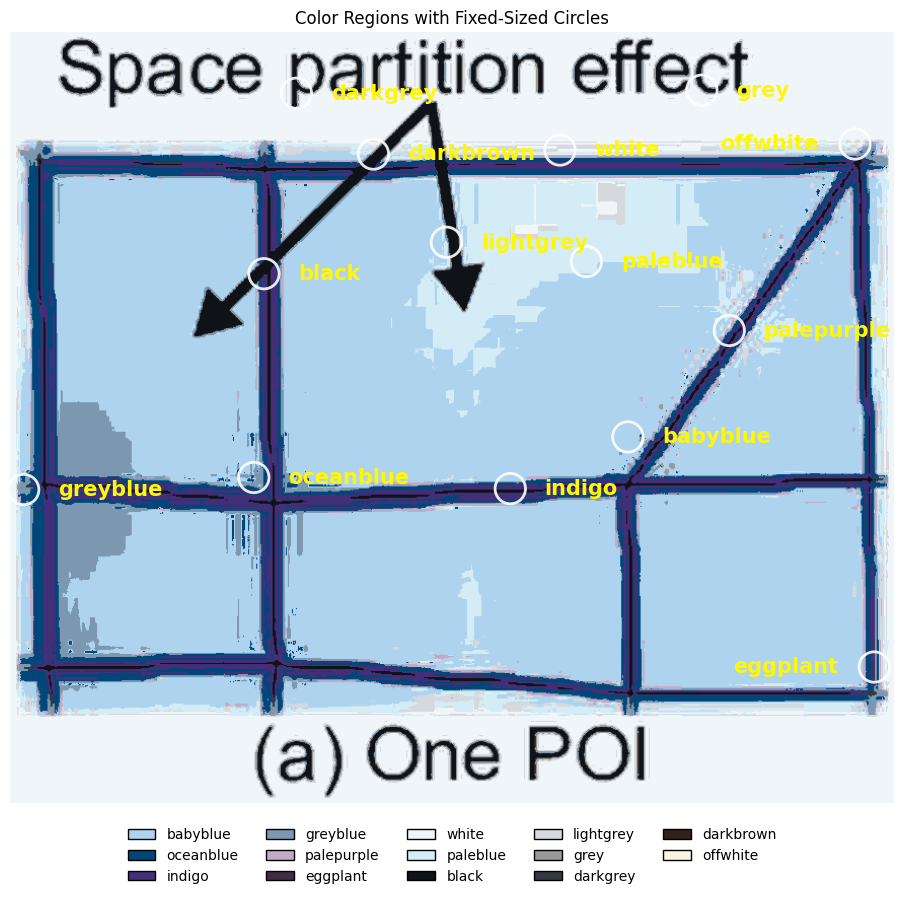 Color Regions with Fixed-Sized Circles
Space partition effect
darkgrey
grey
darkbrown
white
offwhite
lightgrey
paleblue
black
palepurple
babyblue
oceanblue
greyblue
indigo
eggplant
(a) One POI
babyblue greyblue white lightgrey darkbrown
oceanblue palepurple paleblue grey offwhite
indigo eggplant black darkgrey